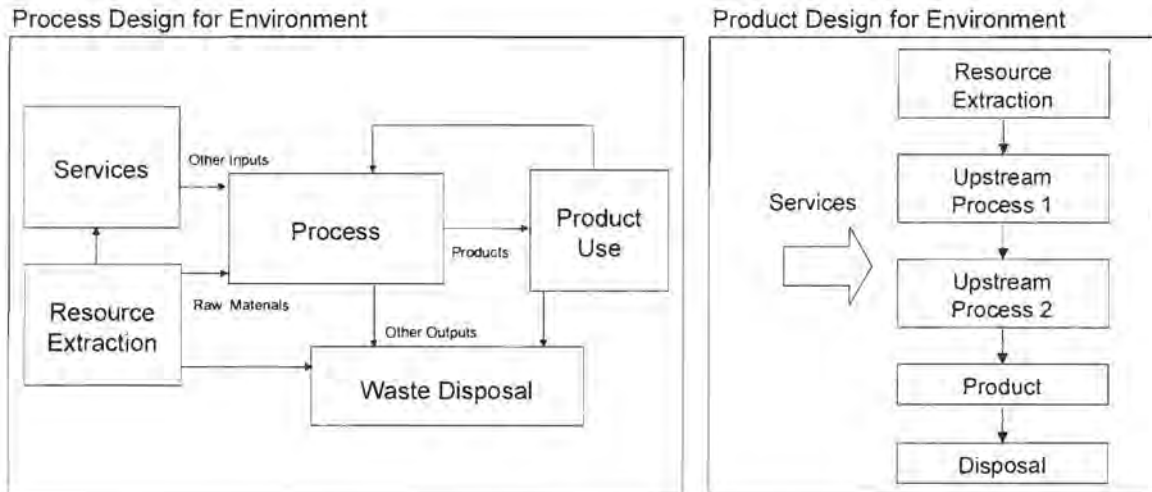 Process Design for Environment
Services
Other Inputs
Process
Products
Product
Use
Resource
Extraction
Raw Materials
Other Outputs
Waste Disposal
Product Design for Environment
Resource
Extraction
Services
Upstream
Process 1
Upstream
Process 2
Product
Disposal